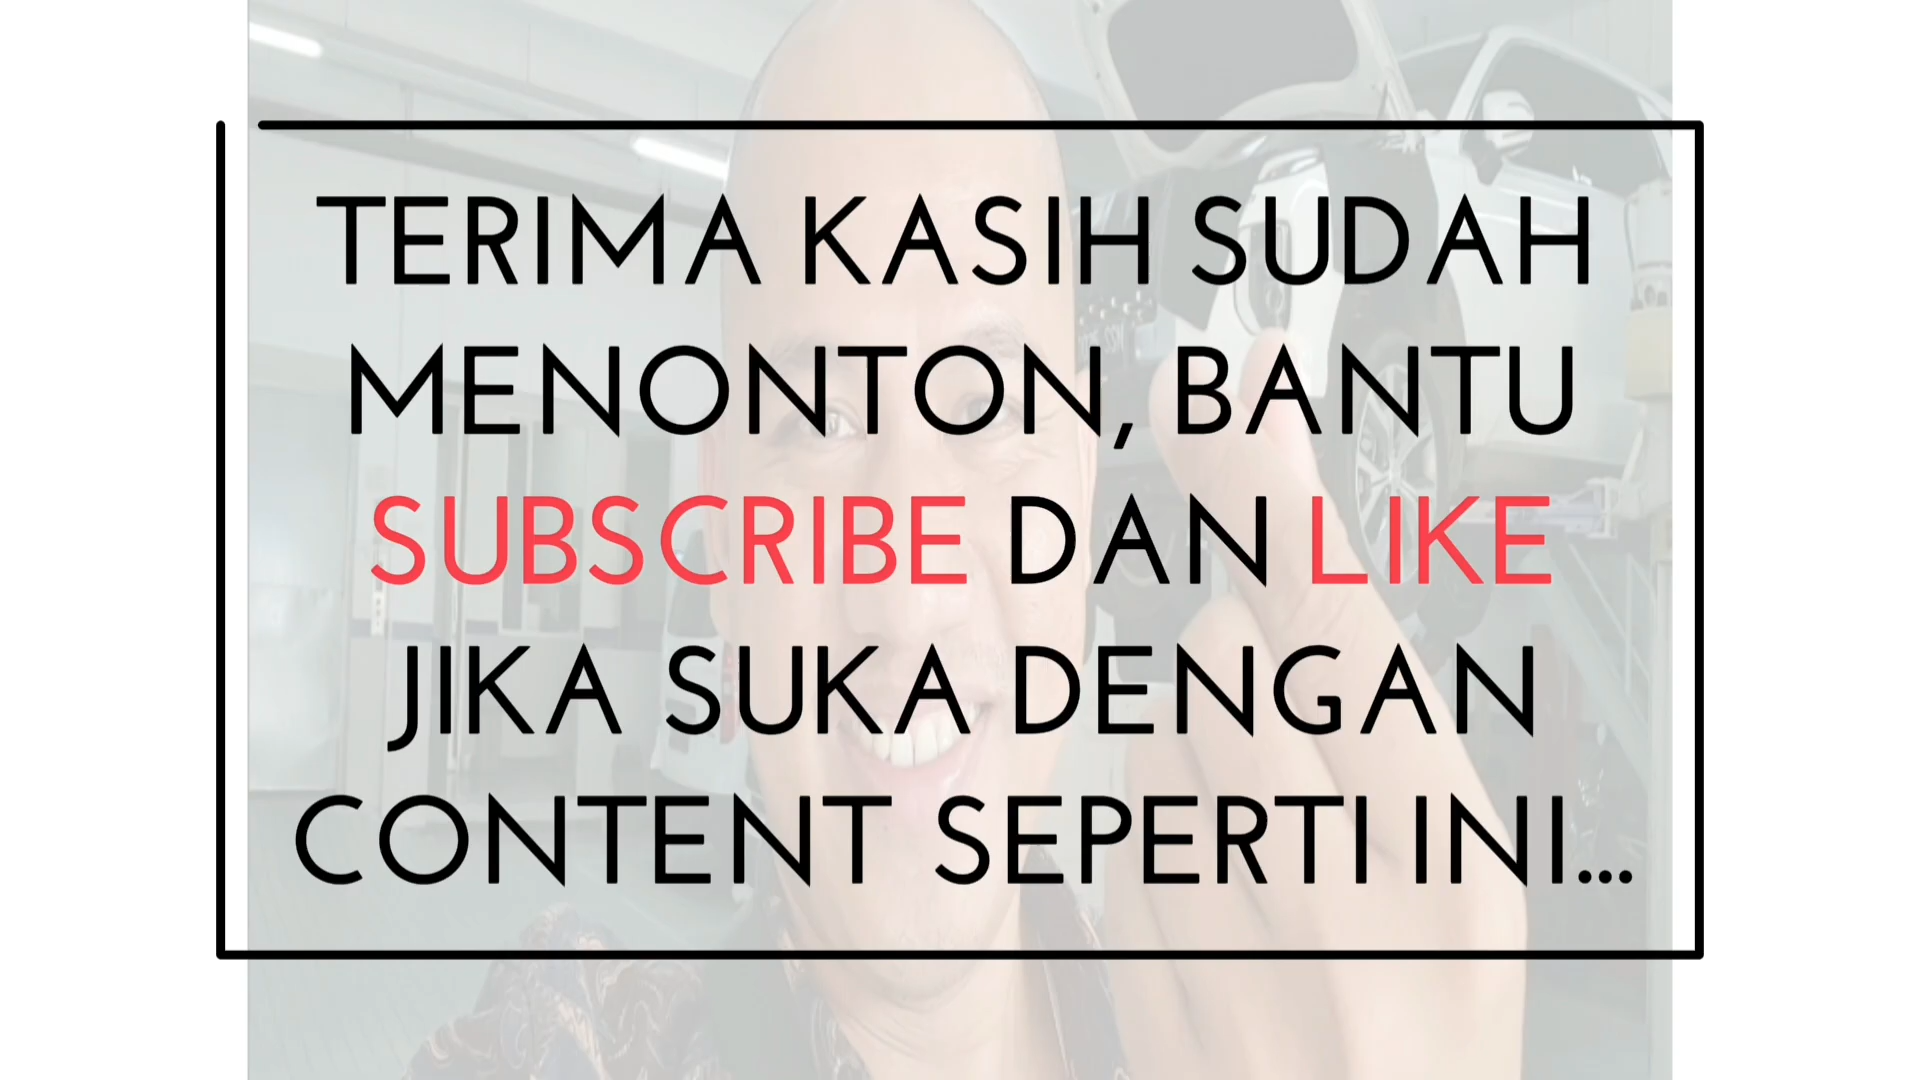 TERIMA KASIH SUDAH
MENONTON, BANTU
SUBSCRIBE DAN LIKE
JIKA SUKA DENGAN
CONTENT SEPERTI INI...